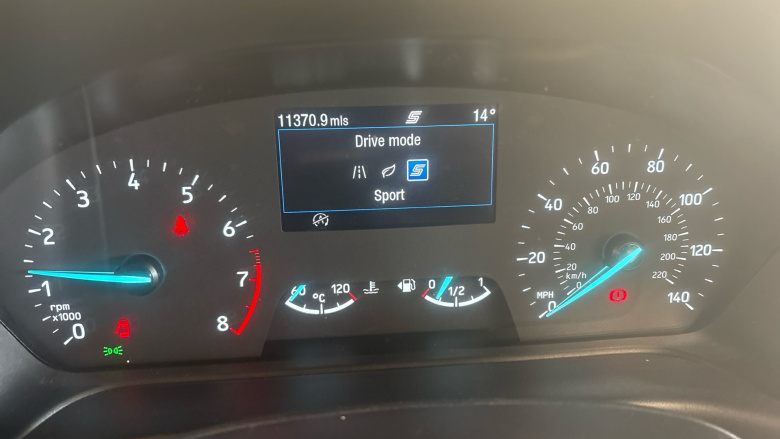 11370.9 mls S 14°
Drive mode
S
Sport
A
0 1 2 3 4 5 6 7 8
rpm
x1000
60 °C 120
0 1/2 1
0 20 40 60 80 100 120 140
MPH
0 20 40 60 80 100 120 140 160 180 200 220
km/h